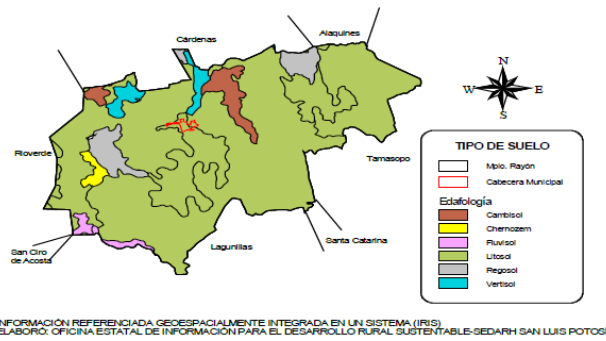 Cárdenas
Alaquines
N
W
E
S
Rioverde
Tamasopo
San Ciro
de Acosta
Lagunillas
Santa Catarina
TIPO DE SUELO
Mpio. Rayón
Cabecera Municipal
Edafología
Cambisol
Chernozem
Fluvisol
Litosol
Regosol
Vertisol
NFORMACIÓN REFERENCIADA GEOESPACIALMENTE INTEGRADA EN UN SISTEMA (IRIS)
ELABORÓ: OFICINA ESTATAL DE INFORMACIÓN PARA EL DESARROLLO RURAL SUSTENTABLE-SEDARH SAN LUIS POTOSÍ